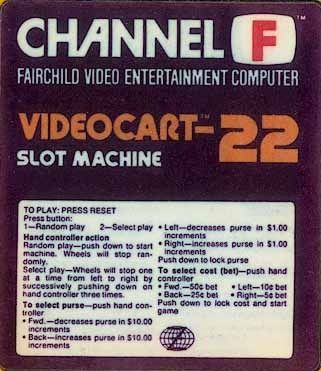 CHANNEL F ™
FAIRCHILD VIDEO ENTERTAINMENT COMPUTER
VIDEOCART™-22
SLOT MACHINE
TO PLAY: PRESS RESET
Press button:
1—Random play 2—Select play
Hand controller action
Random play—push down to start
machine. Wheels will stop ran-
domly.
Select play—Wheels will stop one
at a time from left to right by
successively pushing down on
hand controller three times.
To select purse—push hand con-
troller
• Fwd.—decreases purse in $10.00
increments
• Back—increases purse in $10.00
increments
• Left—decreases purse in $1.00
increments
• Right—increases purse in $1.00
increments
Push down to lock purse
To select cost (bet)—push hand
controller
• Fwd.—50¢ bet • Left—10¢ bet
• Back—25¢ bet • Right—5¢ bet
Push down to lock cost and start
game